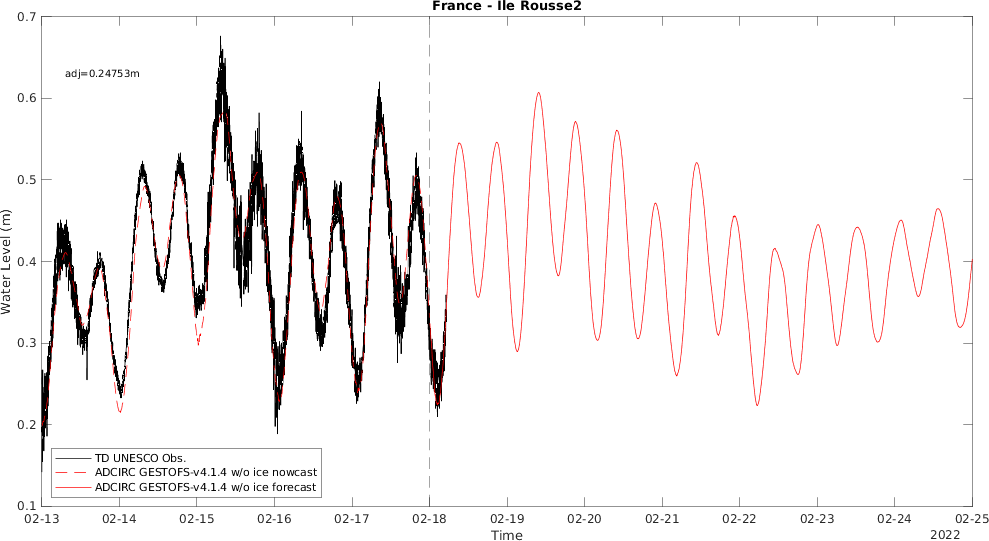 France - Ile Rousse2
adj=0.24753m
Water Level (m)
0.7
0.6
0.5
0.4
0.3
0.2
0.1
TD UNESCO Obs.
ADCIRC GESTOFS-v4.1.4 w/o ice nowcast
ADCIRC GESTOFS-v4.1.4 w/o ice forecast
02-13 02-14 02-15 02-16 02-17 02-18 02-19 02-20 02-21 02-22 02-23 02-24 02-25
Time
2022